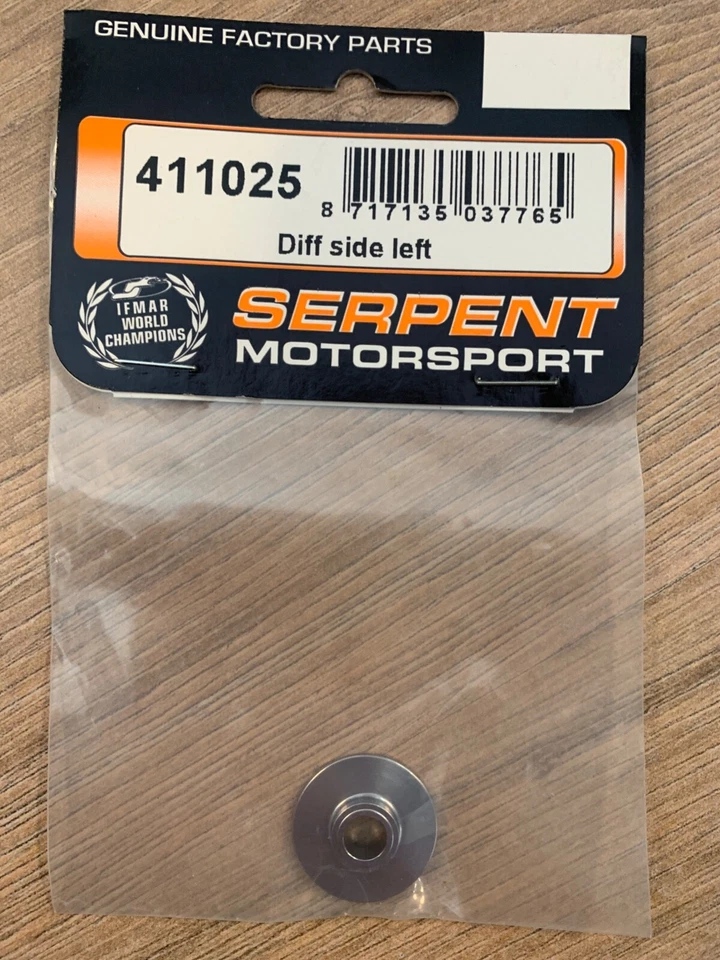 GENUINE FACTORY PARTS
411025
8 717135 037765
Diff side left
IFMAR
WORLD
CHAMPIONS
SERPENT
MOTORSPORT